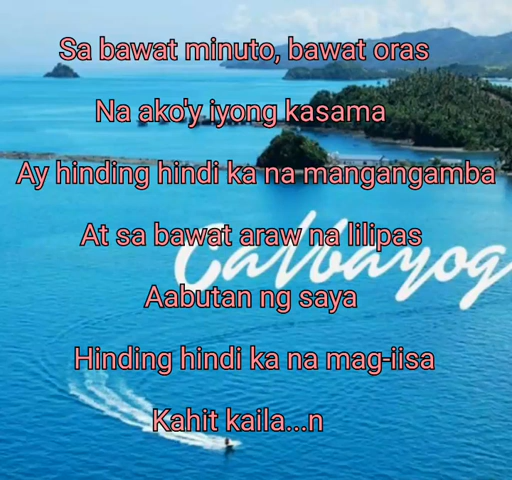 Sa bawat minuto, bawat oras
Na ako'y iyong kasama
Ay hinding hindi ka na mangangamba
At sa bawat araw na lilipas
Calbayog
Aabutan ng saya
Hinding hindi ka na mag-iisa
Kahit kaila...n